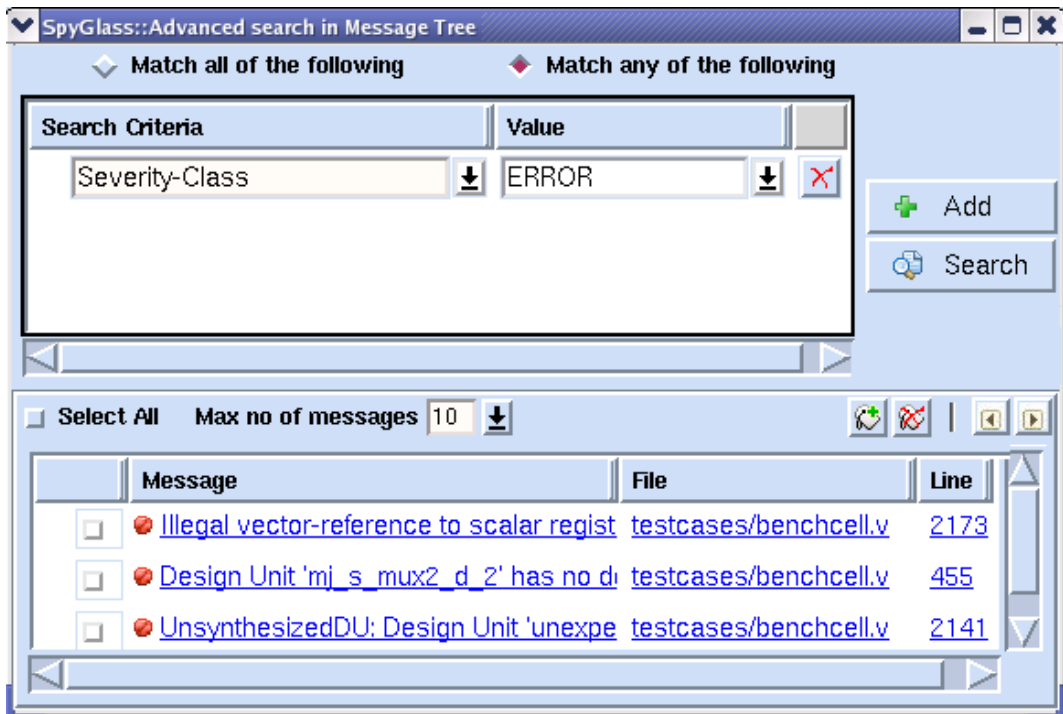 SpyGlass::Advanced search in Message Tree
Match all of the following Match any of the following
Search Criteria Value
Severity-Class ERROR
Add
Search
Select All Max no of messages 10
Message File Line
Illegal vector-reference to scalar regist testcases/benchcell.v 2173
Design Unit 'mj_s_mux2_d_2' has no testcases/benchcell.v 455
UnsynthesizedDU: Design Unit 'unexpe testcases/benchcell.v 2141